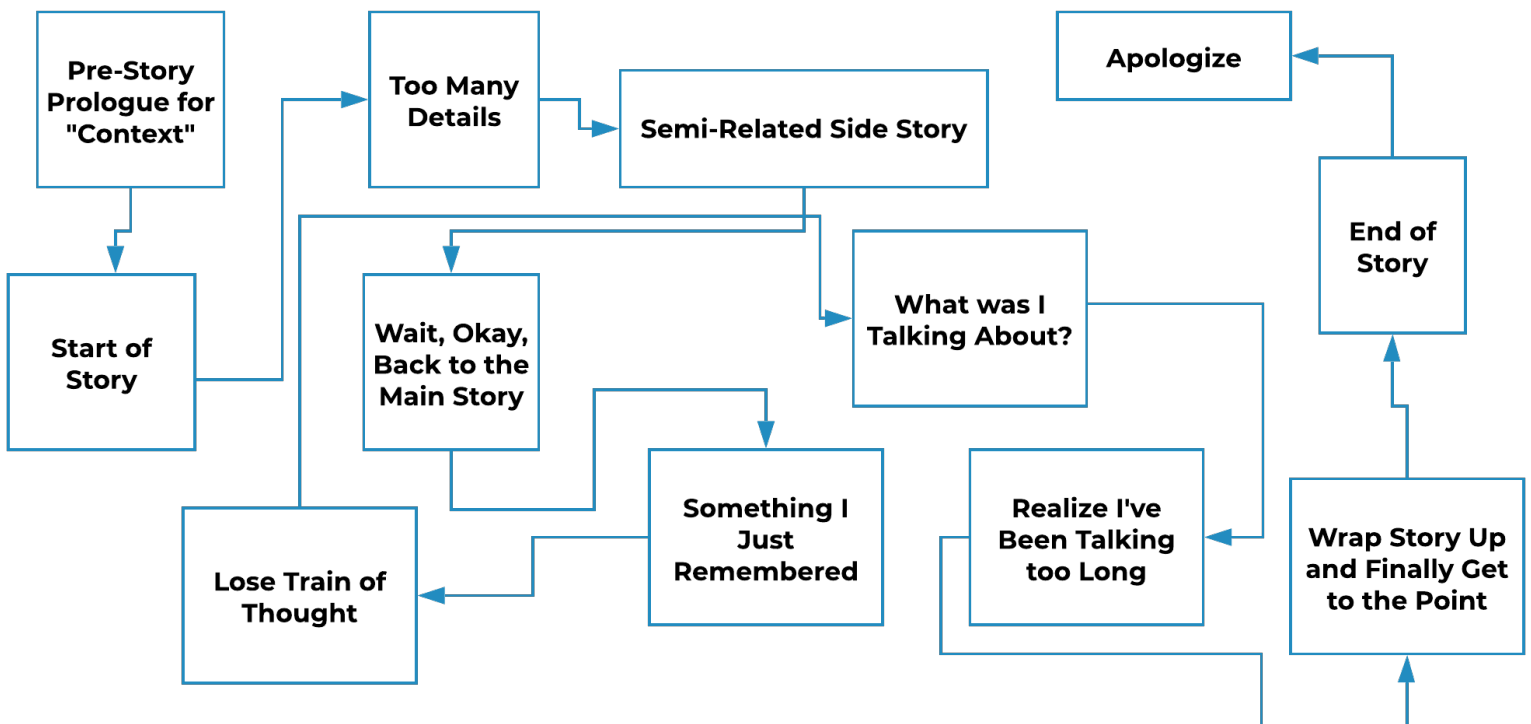 Pre-Story
Prologue for
"Context"
Start of
Story
Too Many
Details
Semi-Related Side Story
Wait, Okay,
Back to the
Main Story
Something I
Just
Remembered
Lose Train of
Thought
What was I
Talking About?
Realize I've
Been Talking
too Long
Wrap Story Up
and Finally Get
to the Point
End of
Story
Apologize